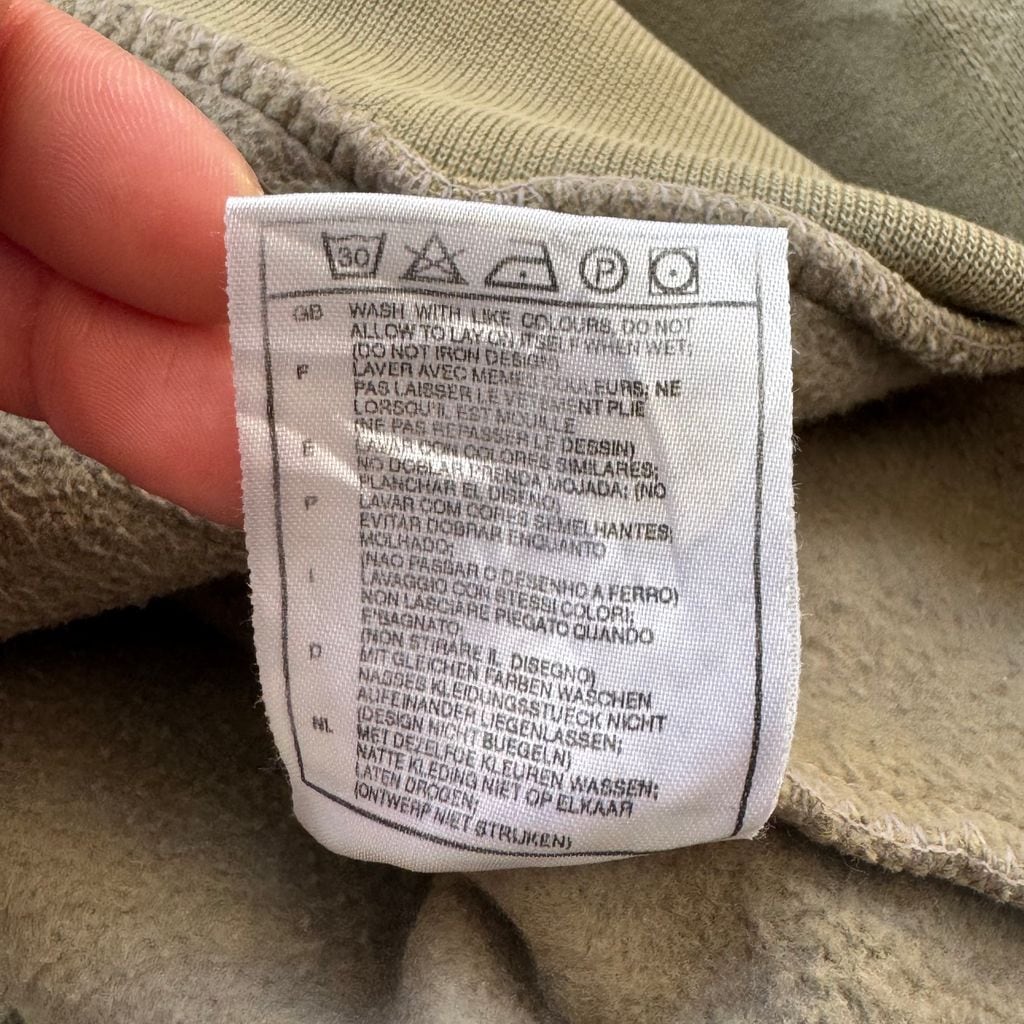 30
P
GB WASH WITH LIKE COLOURS, DO NOT
ALLOW TO LAY ON ITSELF WHEN WET;
(DO NOT IRON DESIGN)
F LAVER AVEC MEMES COULEURS; NE
PAS LAISSER LE VETEMENT PLIE
LORSQU'IL EST MOUILLE
(NE PAS REPASSER LE DESSIN)
E CON COLORES SIMILARES;
NO DOBLAR PRENDA MOJADA; (NO
PLANCHAR EL DISENO)
P LAVAR COM CORES SEMELHANTES;
EVITAR DOBRAR ENQUANTO
MOLHADO;
(NAO PASSAR O DESENHO A FERRO)
I LAVAGGIO CON STESSI COLORI;
NON LASCIARE PIEGATO QUANDO
E'BAGNATO
(NON STIRARE IL DISEGNO)
D MIT GLEICHEN FARBEN WASCHEN
NASSES KLEIDUNGSSTUECK NICHT
AUFEINANDER LIEGENLASSEN;
(DESIGN NICHT BUEGELN)
NL MET DEZELFDE KLEUREN WASSEN;
NATTE KLEDING NIET OP ELKAAR
LATEN DROGEN;
(ONTWERP NIET STRIJKEN)